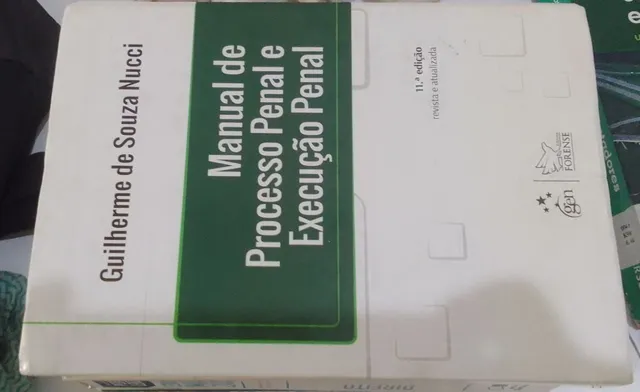 Guilherme de Souza Nucci
Manual de
Processo Penal e
Execução Penal
11.ª edição
revista e atualizada
gen
FORENSE